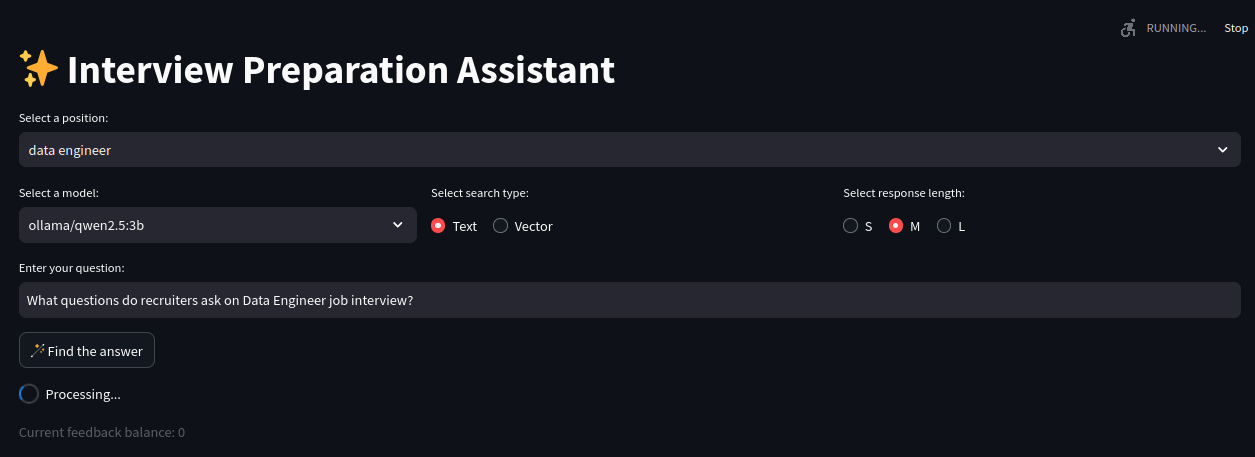 RUNNING... Stop
✨ Interview Preparation Assistant
Select a position:
data engineer
Select a model: Select search type: Select response length:
ollama/qwen2.5:3b Text Vector S M L
Enter your question:
What questions do recruiters ask on Data Engineer job interview?
🪄 Find the answer
Processing...
Current feedback balance: 0